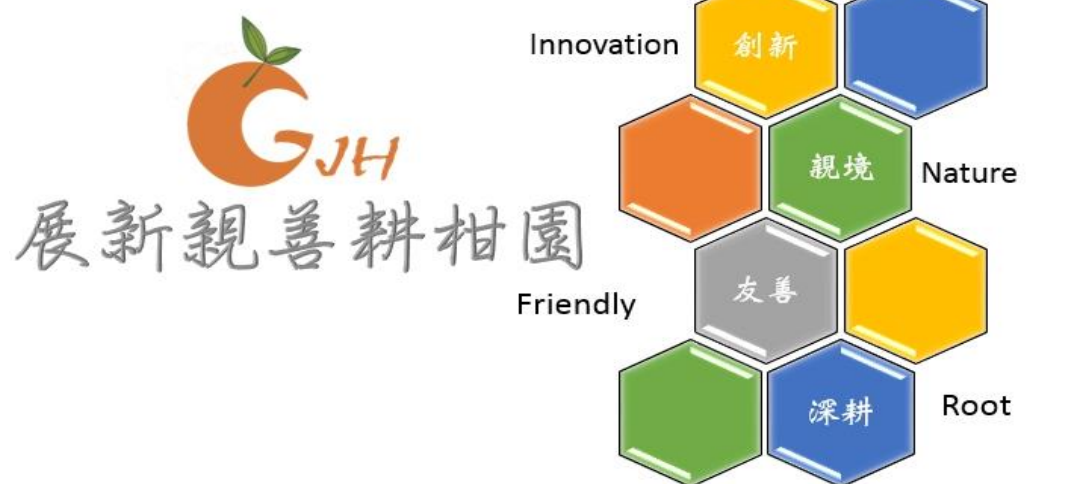 GJH
展新親善耕柑園
Innovation
創新
親境
Nature
Friendly
友善
深耕
Root